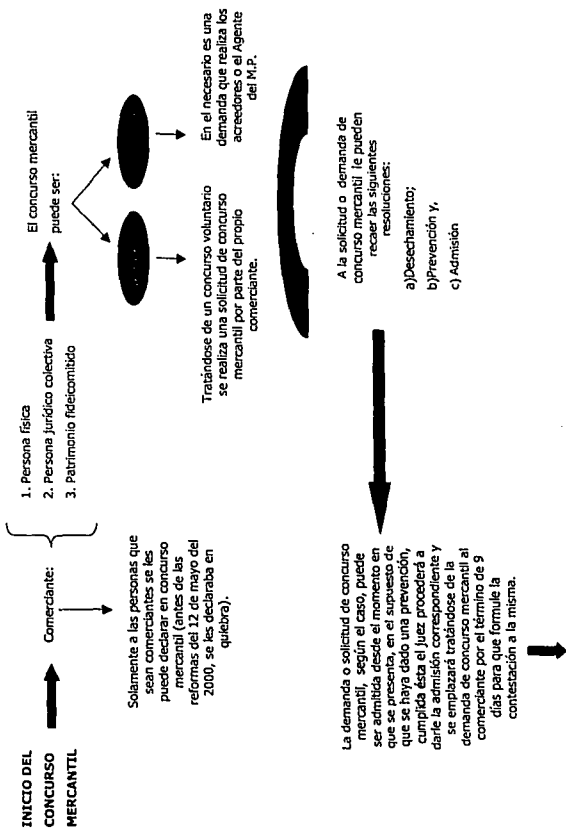 INICIO DEL
CONCURSO
MERCANTIL
Comerciante:
1. Persona física
2. Persona jurídico colectiva
3. Patrimonio fideicomitido
El concurso mercantil
puede ser:
Solamente a las personas que
sean comerciantes se les
puede declarar en concurso
mercantil (antes de las
reformas del 12 de mayo del
2000, se les declaraba en
quiebra).
Tratándose de un concurso voluntario
se realiza una solicitud de concurso
mercantil por parte del propio
comerciante.
En el necesario es una
demanda que realiza los
acreedores o el Agente
del M.P.
A la solicitud o demanda de
concurso mercantil le pueden
recaer las siguientes
resoluciones:
a)Desechamiento;
b)Prevención y,
c) Admisión
La demanda o solicitud de concurso
mercantil, según el caso, puede
ser admitida desde el momento en
que se presenta, en el supuesto de
que se haya dado una prevención,
cumplida ésta el juez procederá a
darle la admisión correspondiente y
se emplazará tratándose de la
demanda de concurso mercantil al
comerciante por el término de 9
días para que formule la
contestación a la misma.